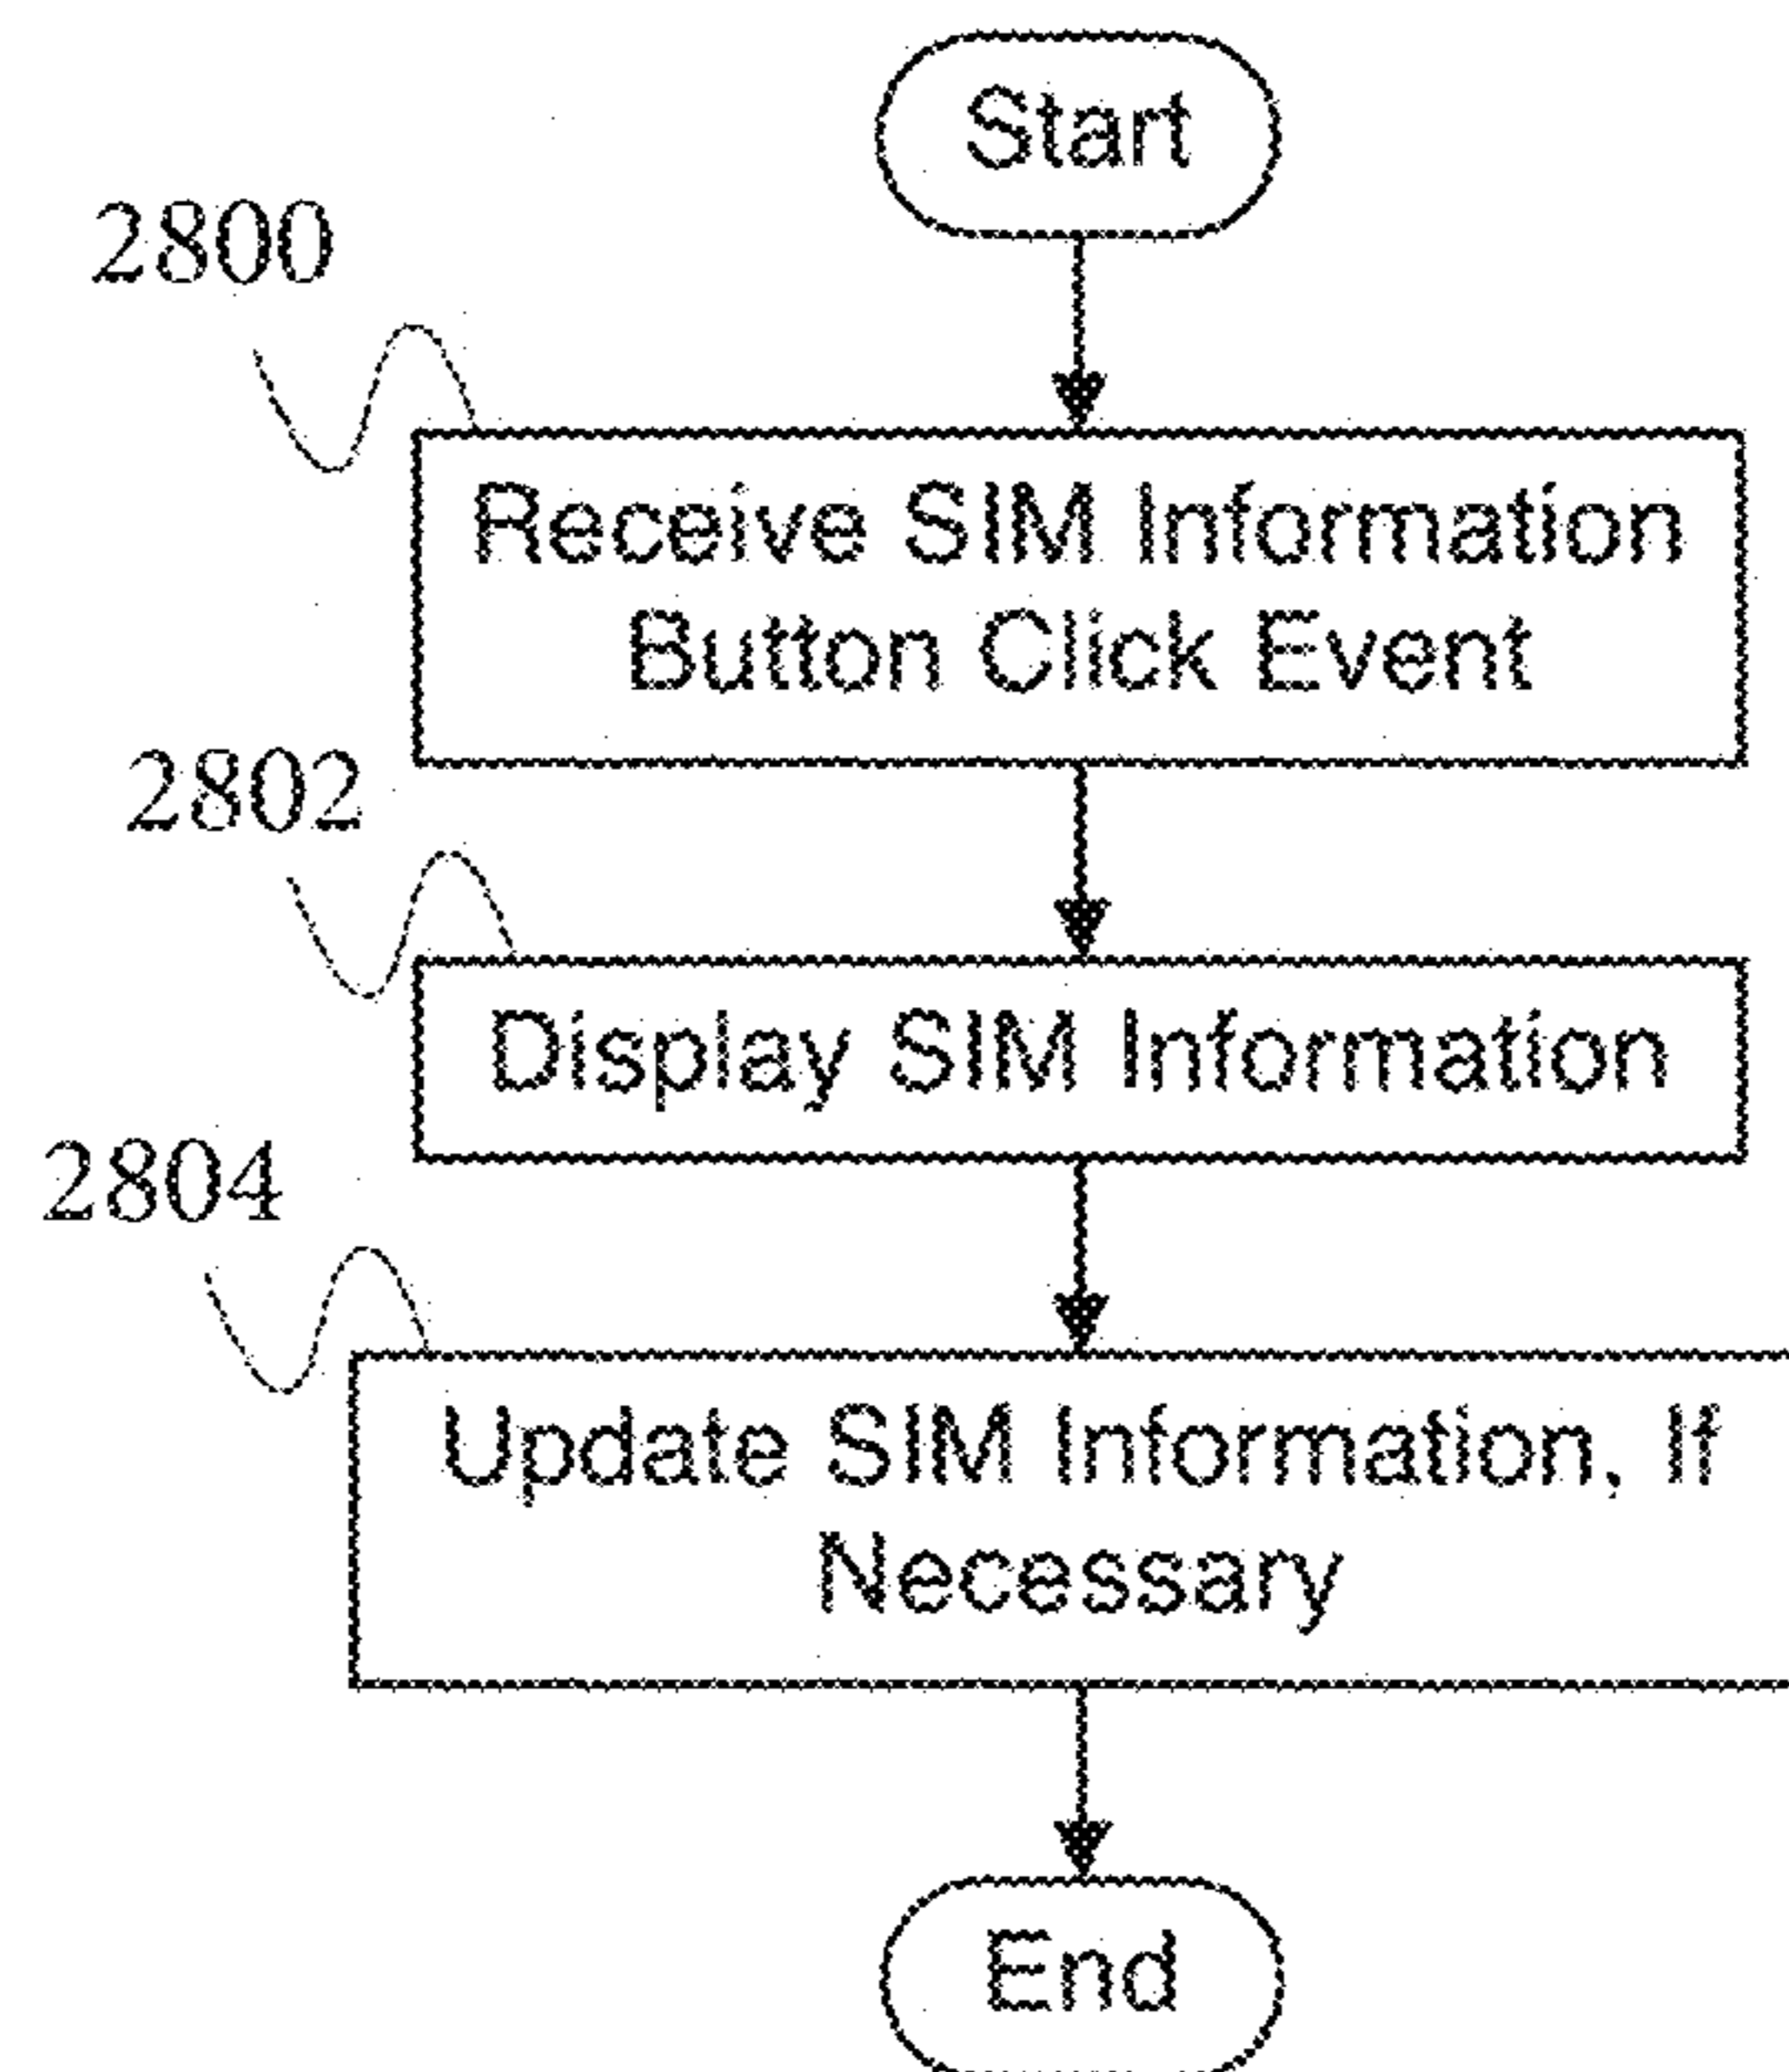 Start
2800
Receive SIM Information
Button Click Event
2802
Display SIM Information
2804
Update SIM Information, If
Necessary
End